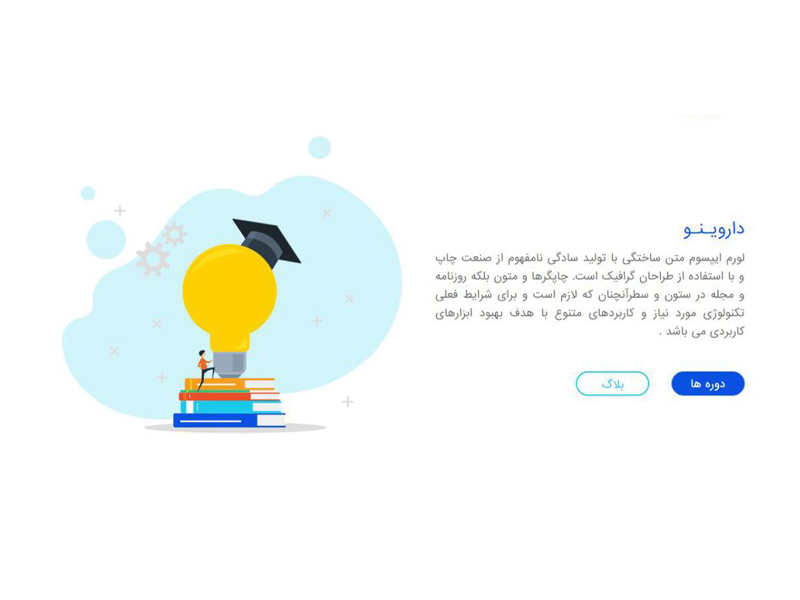 دارویـنـو
لورم ایپسوم متن ساختگی با تولید سادگی نامفهوم از صنعت چاپ
و با استفاده از طراحان گرافیک است. چاپگرها و متون بلکه روزنامه
و مجله در ستون و سطرآنچنان که لازم است و برای شرایط فعلی
تکنولوژی مورد نیاز و کاربردهای متنوع با هدف بهبود ابزارهای
کاربردی می باشد .
دوره ها
بلاگ